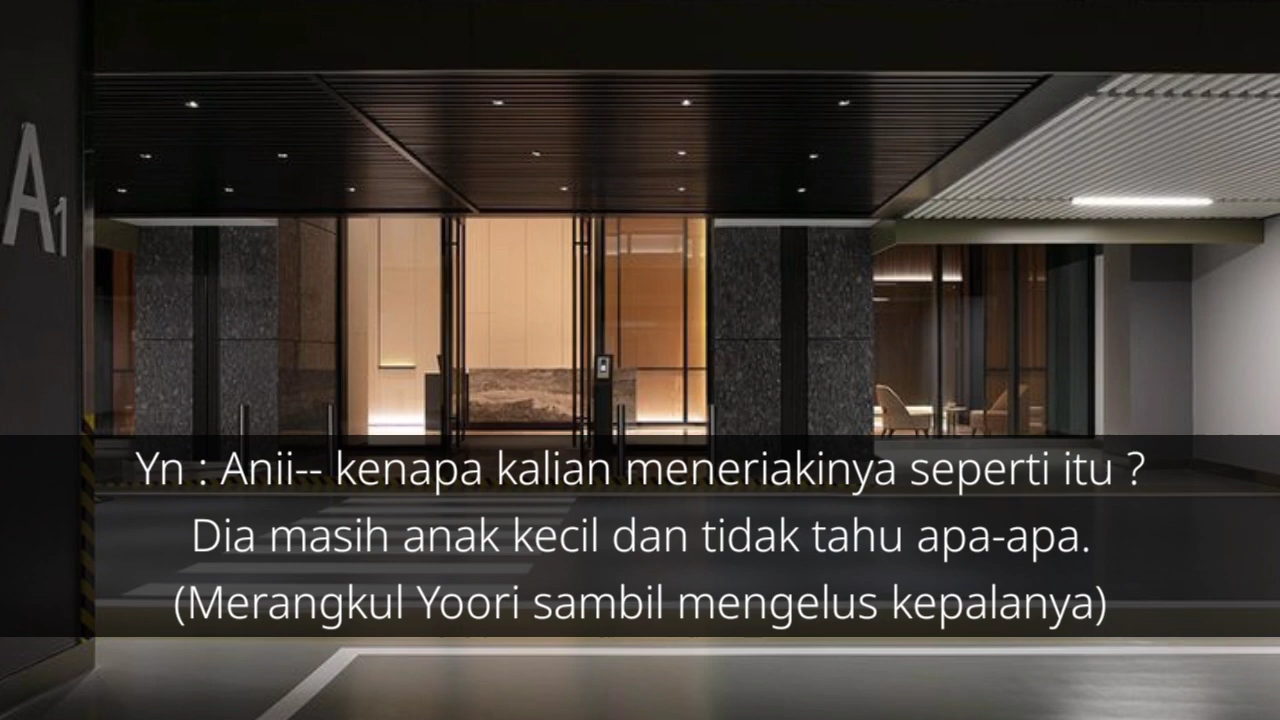 A1
Yn : Anii-- kenapa kalian meneriakinya seperti itu ?
Dia masih anak kecil dan tidak tahu apa-apa.
(Merangkul Yoori sambil mengelus kepalanya)